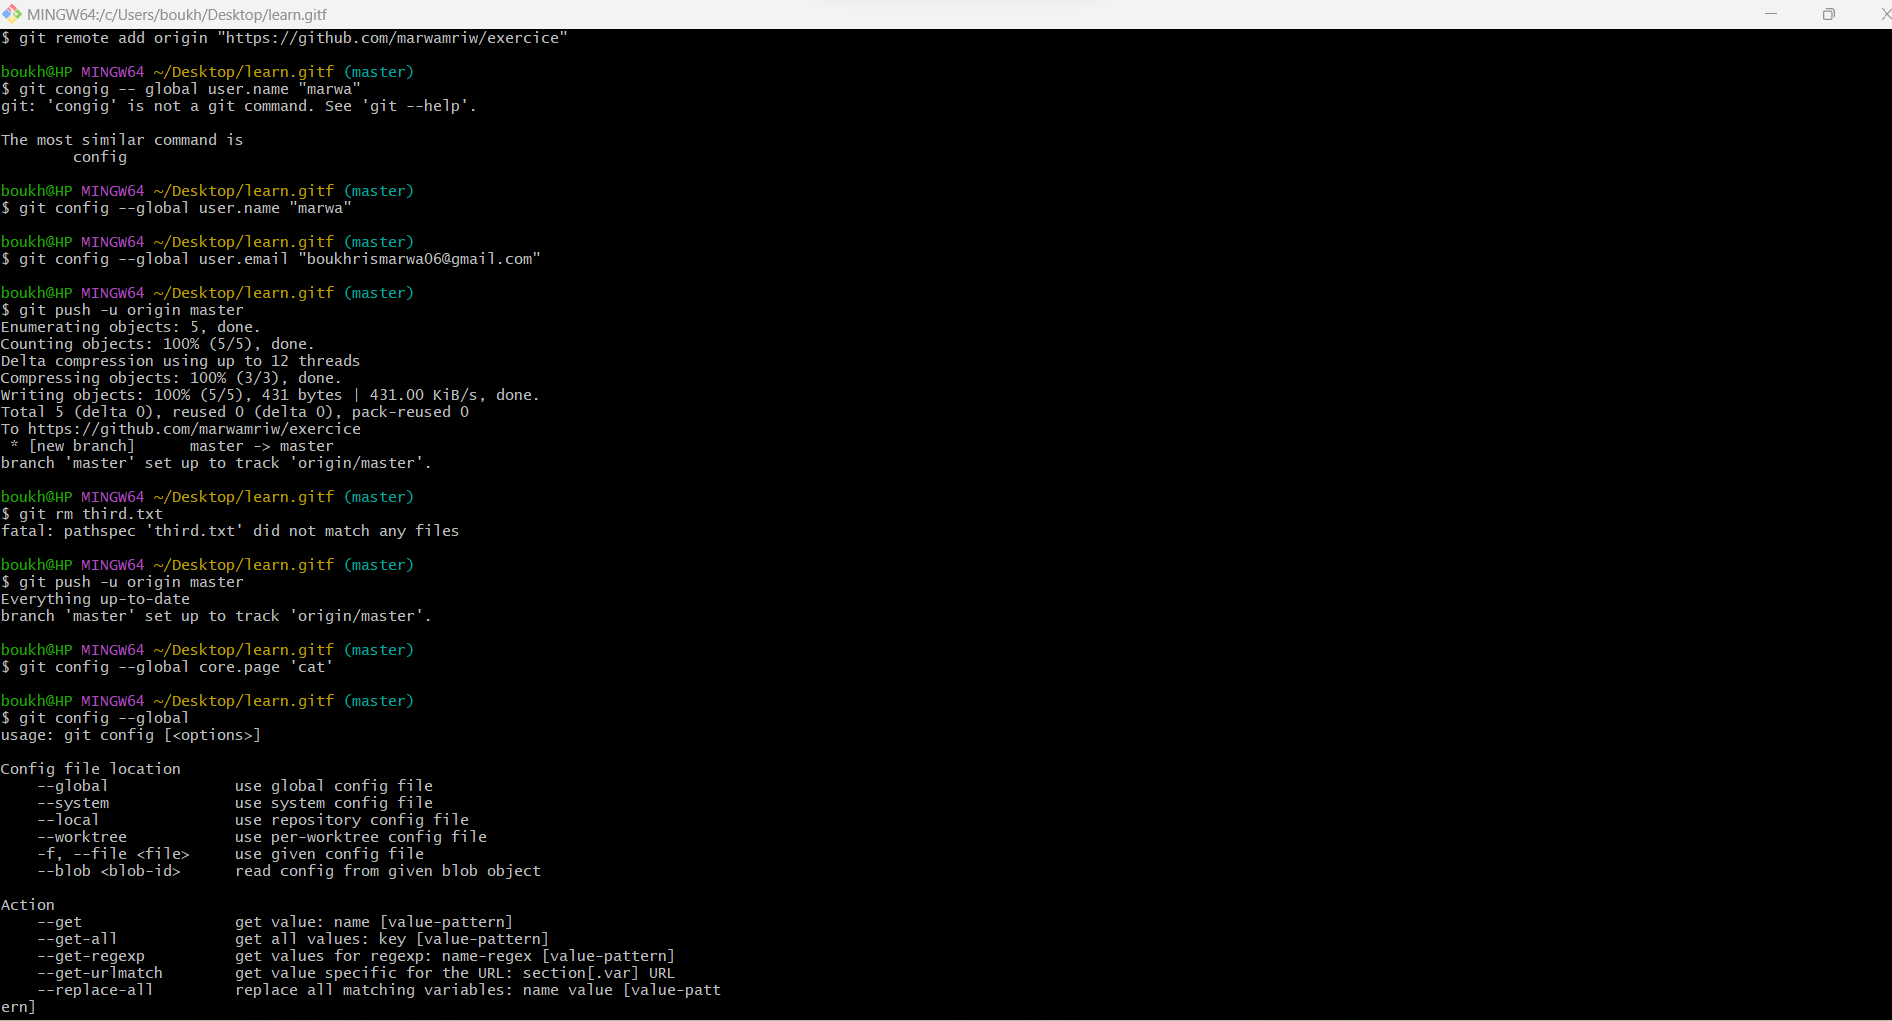 MINGW64:/c/Users/boukh/Desktop/learn.gitf
$ git remote add origin "https://github.com/marwamriw/exercice"
boukh@HP MINGW64 ~/Desktop/learn.gitf (master)
$ git congig -- global user.name "marwa"
git: 'congig' is not a git command. See 'git --help'.
The most similar command is
config
boukh@HP MINGW64 ~/Desktop/learn.gitf (master)
$ git config --global user.name "marwa"
boukh@HP MINGW64 ~/Desktop/learn.gitf (master)
$ git config --global user.email "boukhrismarwa06@gmail.com"
boukh@HP MINGW64 ~/Desktop/learn.gitf (master)
$ git push -u origin master
Enumerating objects: 5, done.
Counting objects: 100% (5/5), done.
Delta compression using up to 12 threads
Compressing objects: 100% (3/3), done.
Writing objects: 100% (5/5), 431 bytes | 431.00 KiB/s, done.
Total 5 (delta 0), reused 0 (delta 0), pack-reused 0
To https://github.com/marwamriw/exercice
* [new branch]      master -> master
branch 'master' set up to track 'origin/master'.
boukh@HP MINGW64 ~/Desktop/learn.gitf (master)
$ git rm third.txt
fatal: pathspec 'third.txt' did not match any files
boukh@HP MINGW64 ~/Desktop/learn.gitf (master)
$ git push -u origin master
Everything up-to-date
branch 'master' set up to track 'origin/master'.
boukh@HP MINGW64 ~/Desktop/learn.gitf (master)
$ git config --global core.page 'cat'
boukh@HP MINGW64 ~/Desktop/learn.gitf (master)
$ git config --global
usage: git config [<options>]
Config file location
--global              use global config file
--system              use system config file
--local               use repository config file
--worktree            use per-worktree config file
-f, --file <file>     use given config file
--blob <blob-id>      read config from given blob object
Action
--get                 get value: name [value-pattern]
--get-all             get all values: key [value-pattern]
--get-regexp          get values for regexp: name-regex [value-pattern]
--get-urlmatch        get value specific for the URL: section[.var] URL
--replace-all         replace all matching variables: name value [value-patt
ern]